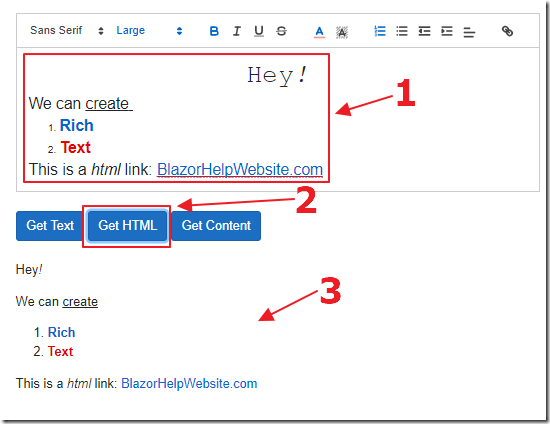 Sans Serif Large B I U S A A
Hey!
1
We can create
1. Rich
2. Text
This is a html link: BlazorHelpWebsite.com
2
Get Text Get HTML Get Content
Hey!
3
We can create
1. Rich
2. Text
This is a html link: BlazorHelpWebsite.com